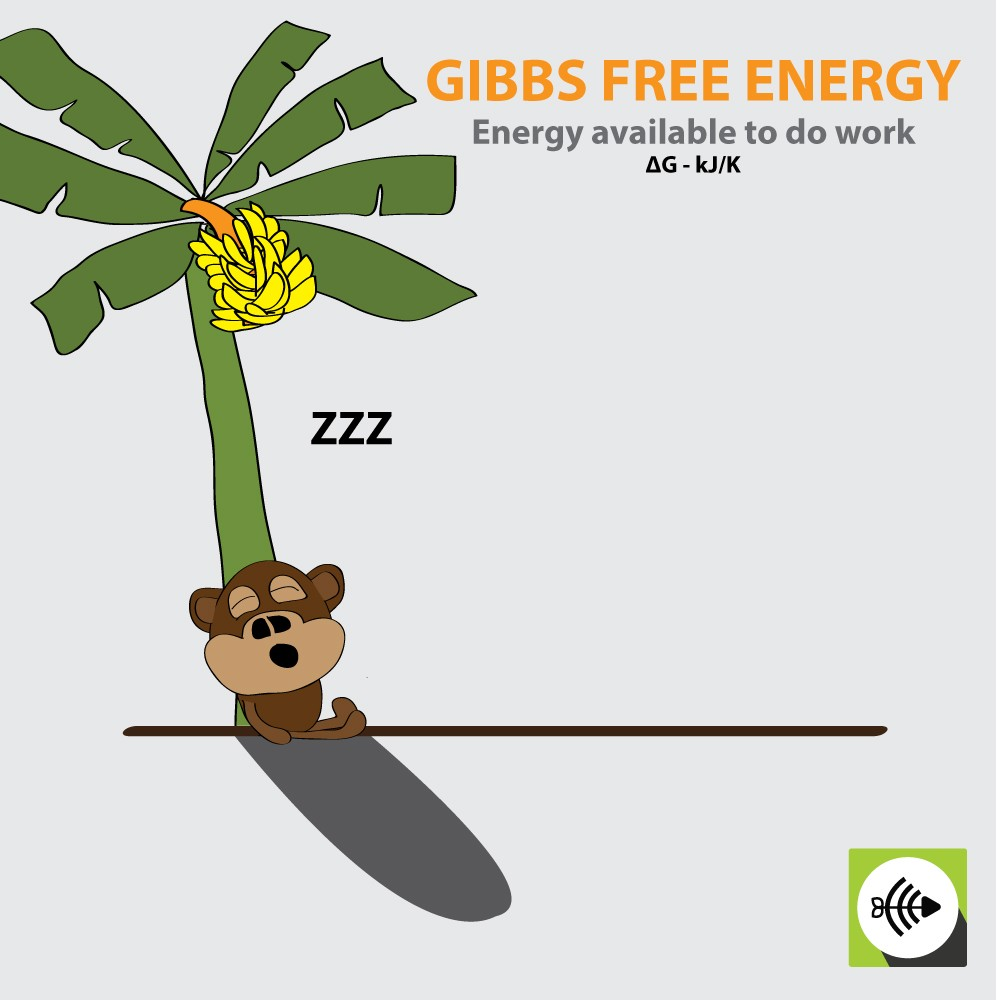 GIBBS FREE ENERGY
Energy available to do work
ΔG - kJ/K
ZZZ